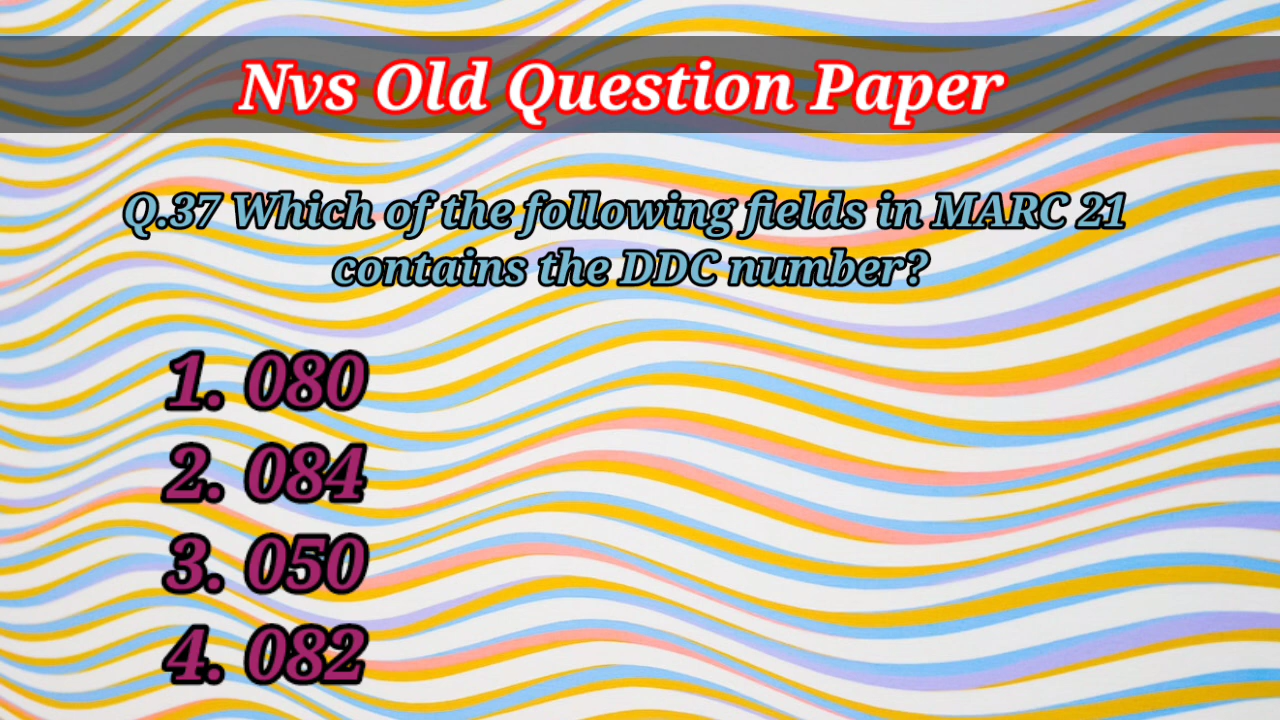 Nvs Old Question Paper
Q.37 Which of the following fields in MARC 21
contains the DDC number?
1. 080
2. 084
3. 050
4. 082